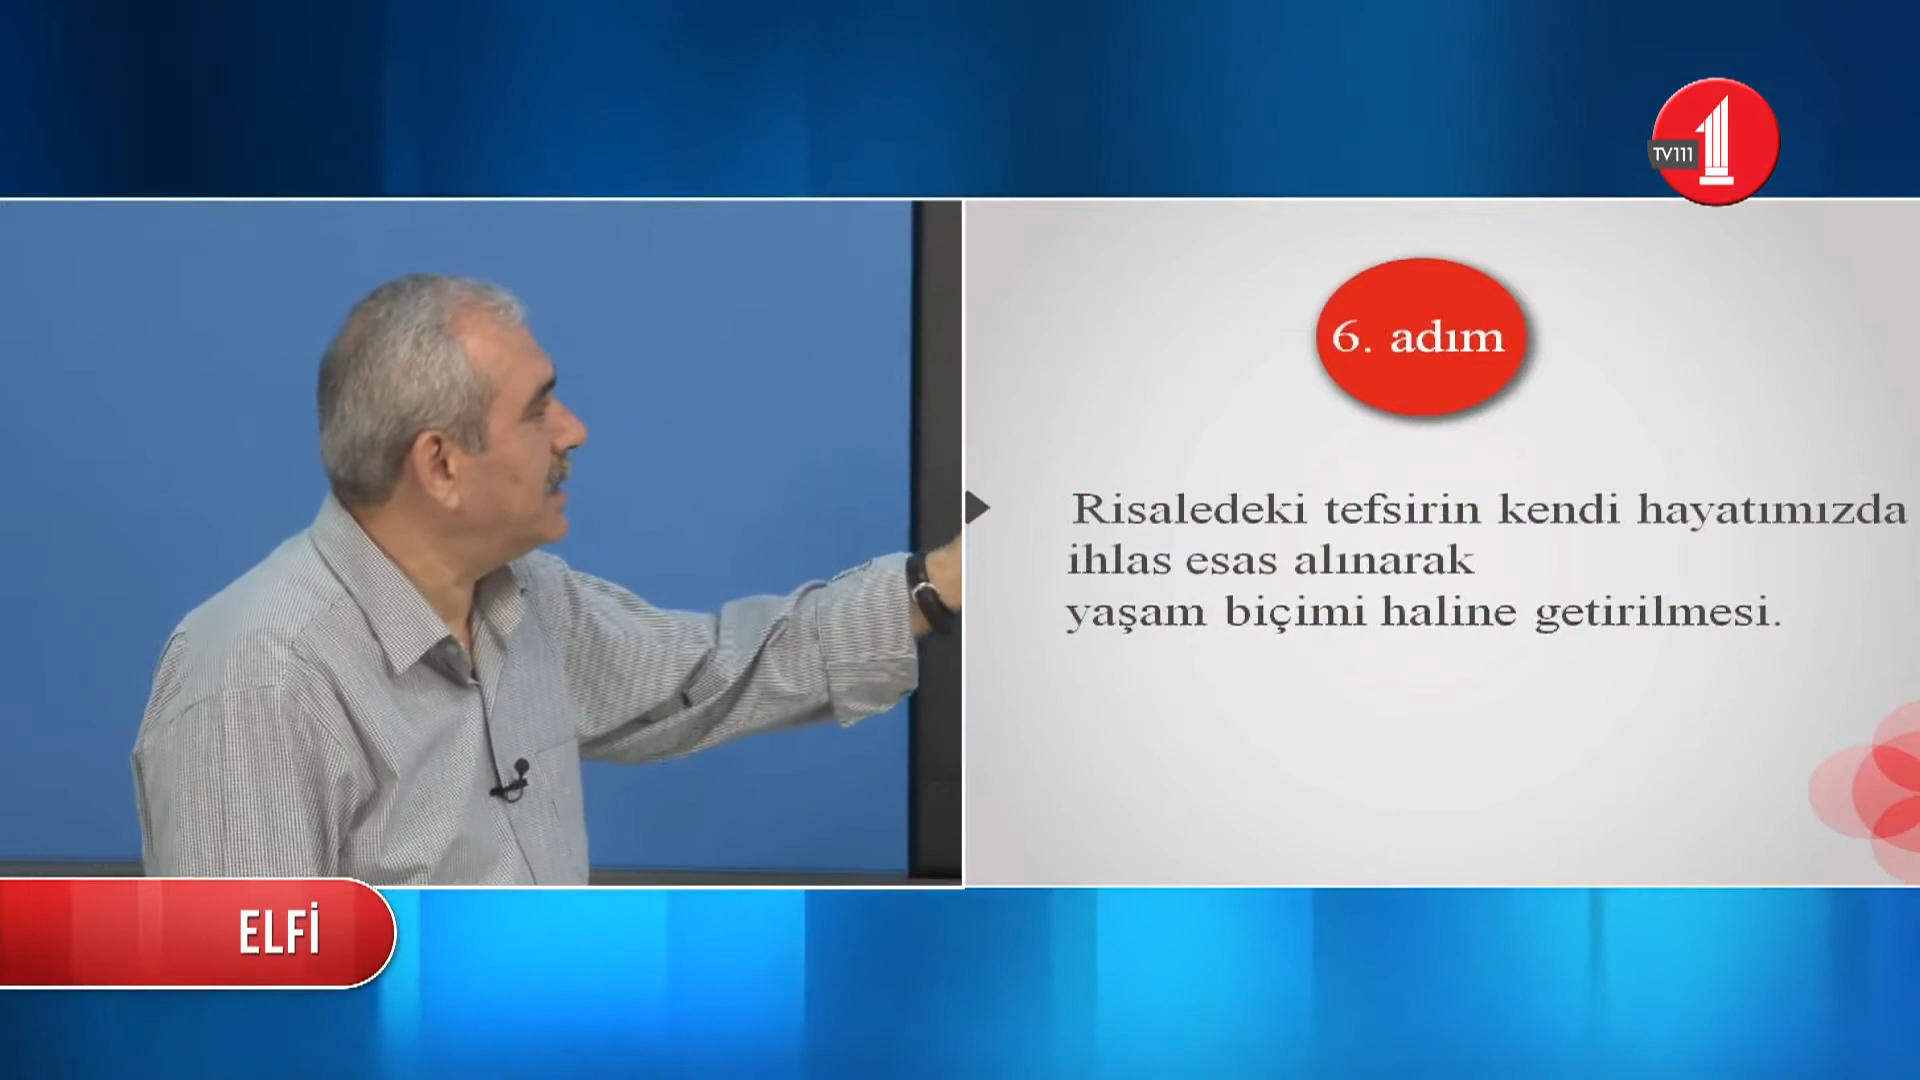 TV111
6. adım
Risaledeki tefsirin kendi hayatımızda
ihlas esas alınarak
yaşam biçimi haline getirilmesi.
ELFİ